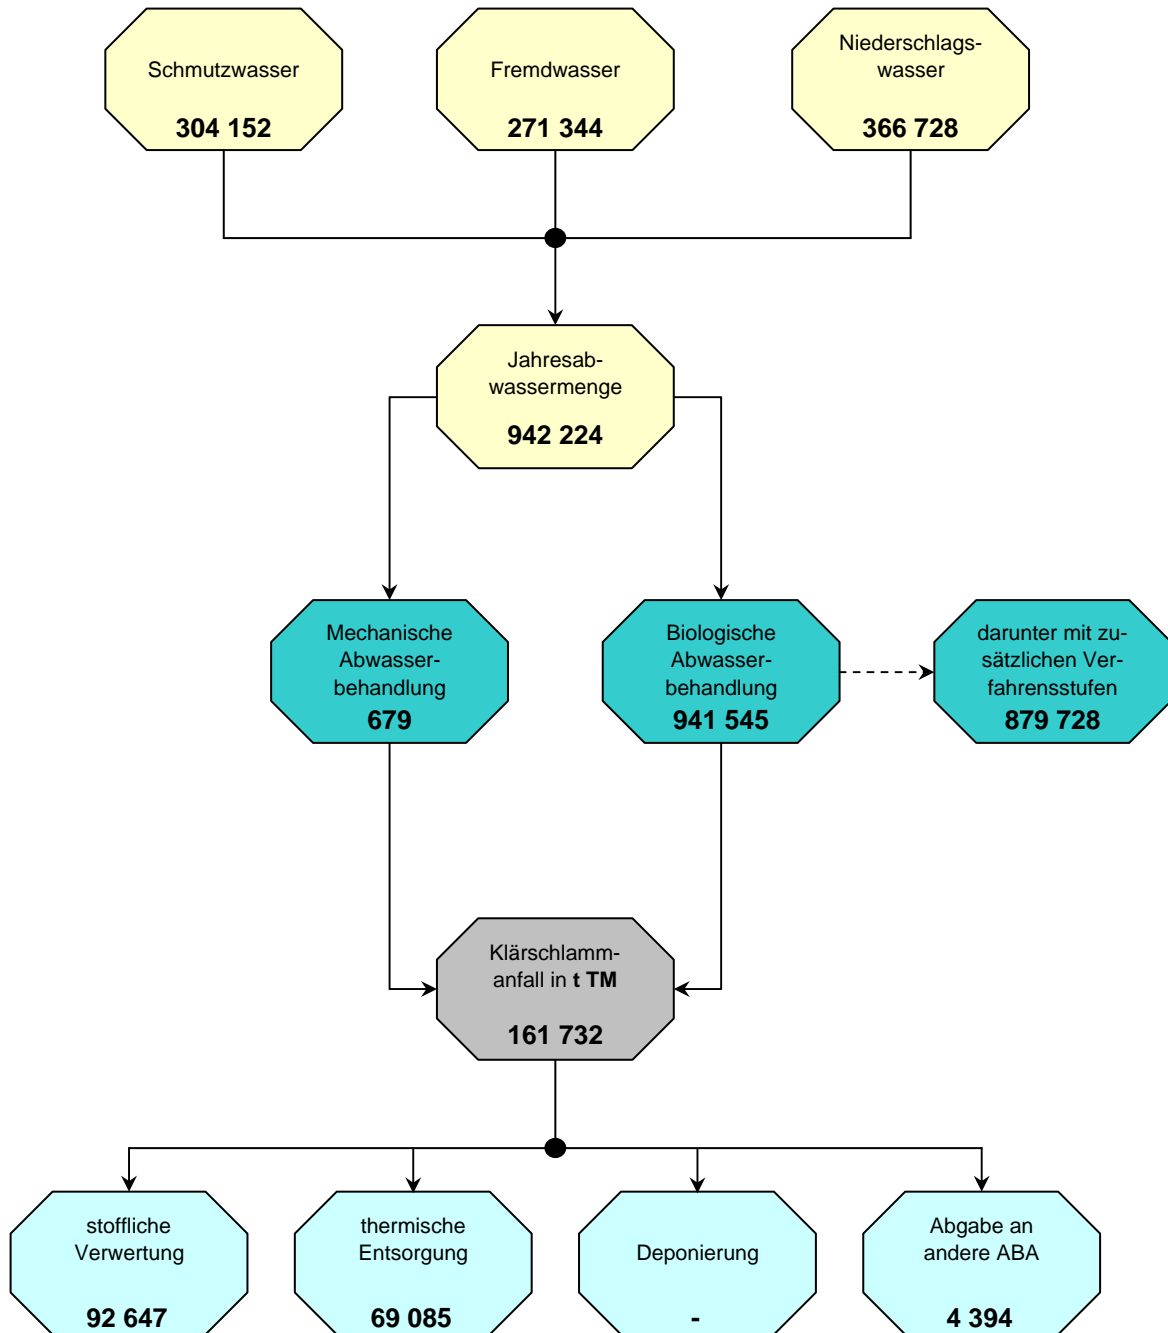 Schmutzwasser
304 152
Fremdwasser
271 344
Niederschlags-
wasser
366 728
Jahresab-
wassermenge
942 224
Mechanische
Abwasser-
behandlung
679
Biologische
Abwasser-
behandlung
941 545
darunter mit zu-
sätzlichen Ver-
fahrensstufen
879 728
Klärschlamm-
anfall in t TM
161 732
stoffliche
Verwertung
92 647
thermische
Entsorgung
69 085
Deponierung
-
Abgabe an
andere ABA
4 394